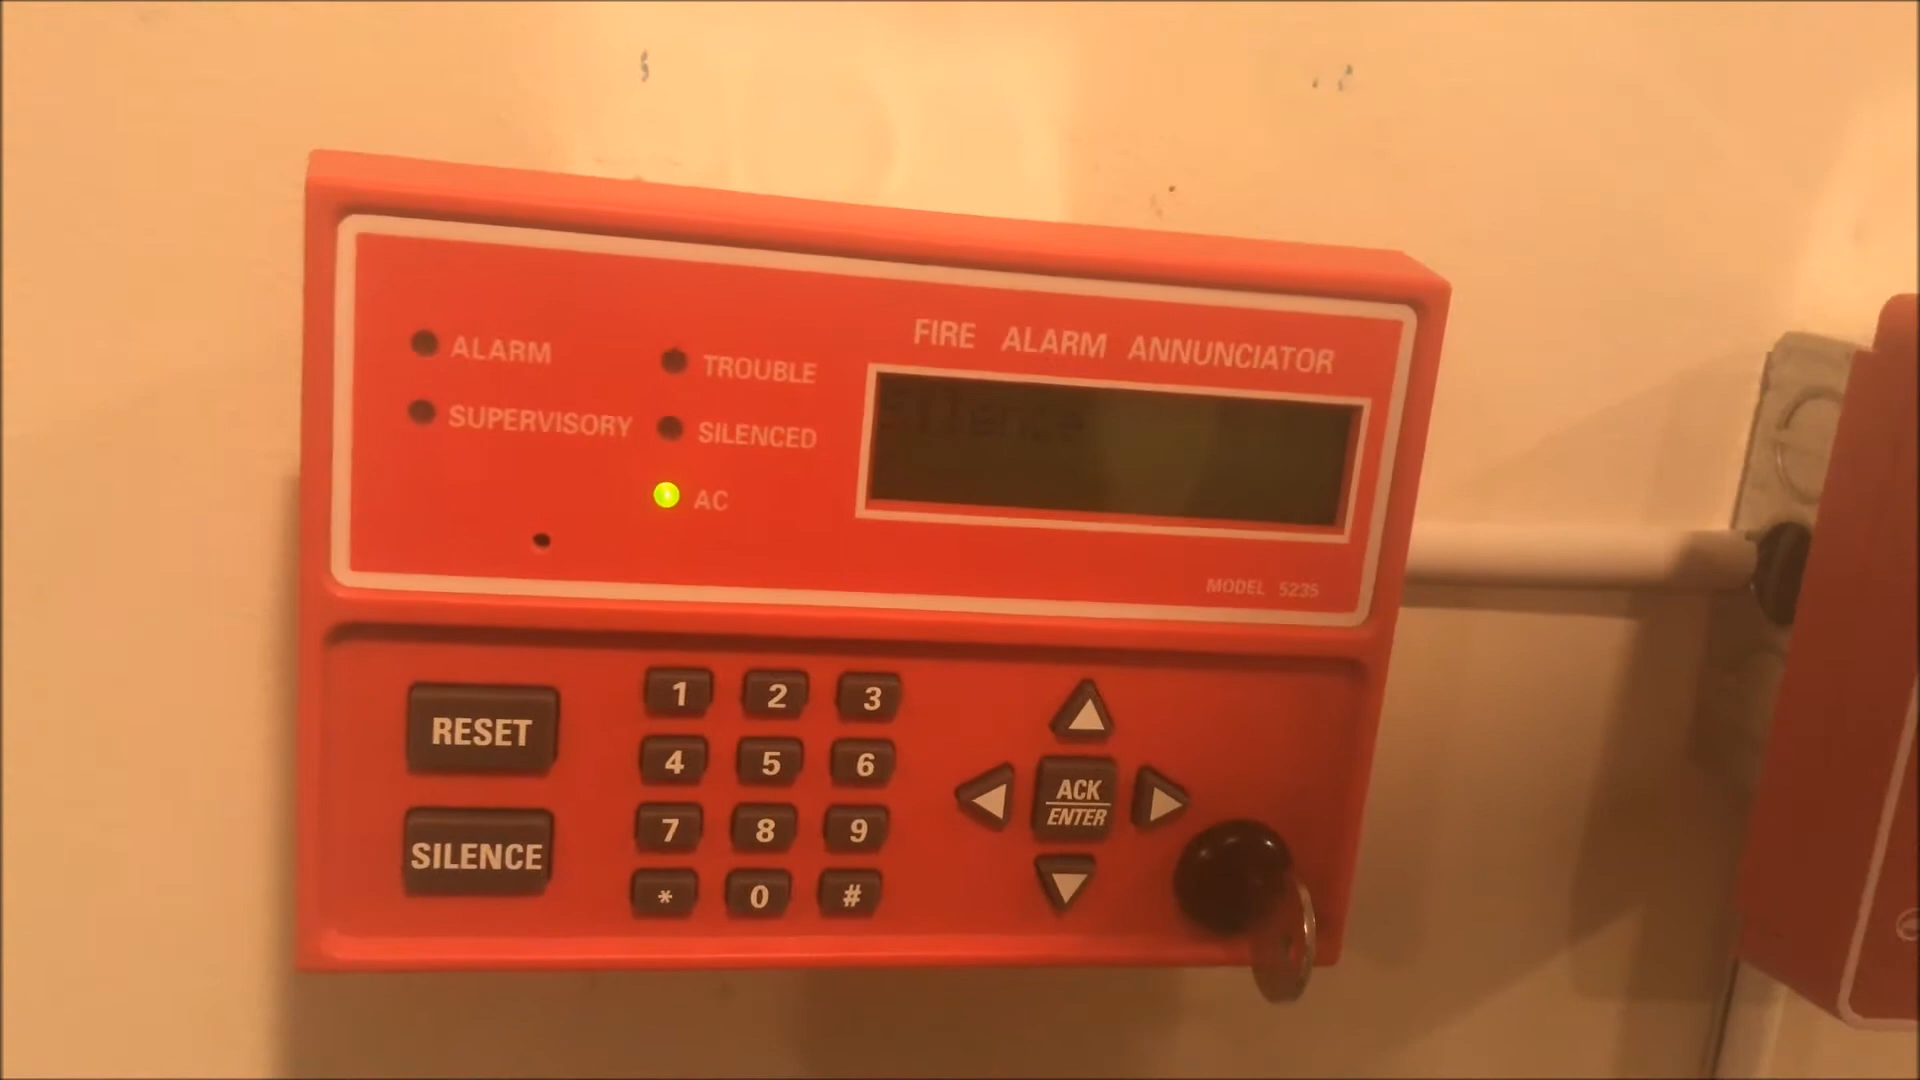 FIRE ALARM ANNUNCIATOR
ALARM
TROUBLE
SUPERVISORY
SILENCED
AC
Silence
MODEL 5235
RESET
SILENCE
1 2 3
4 5 6
7 8 9
* 0 #
ACK
ENTER